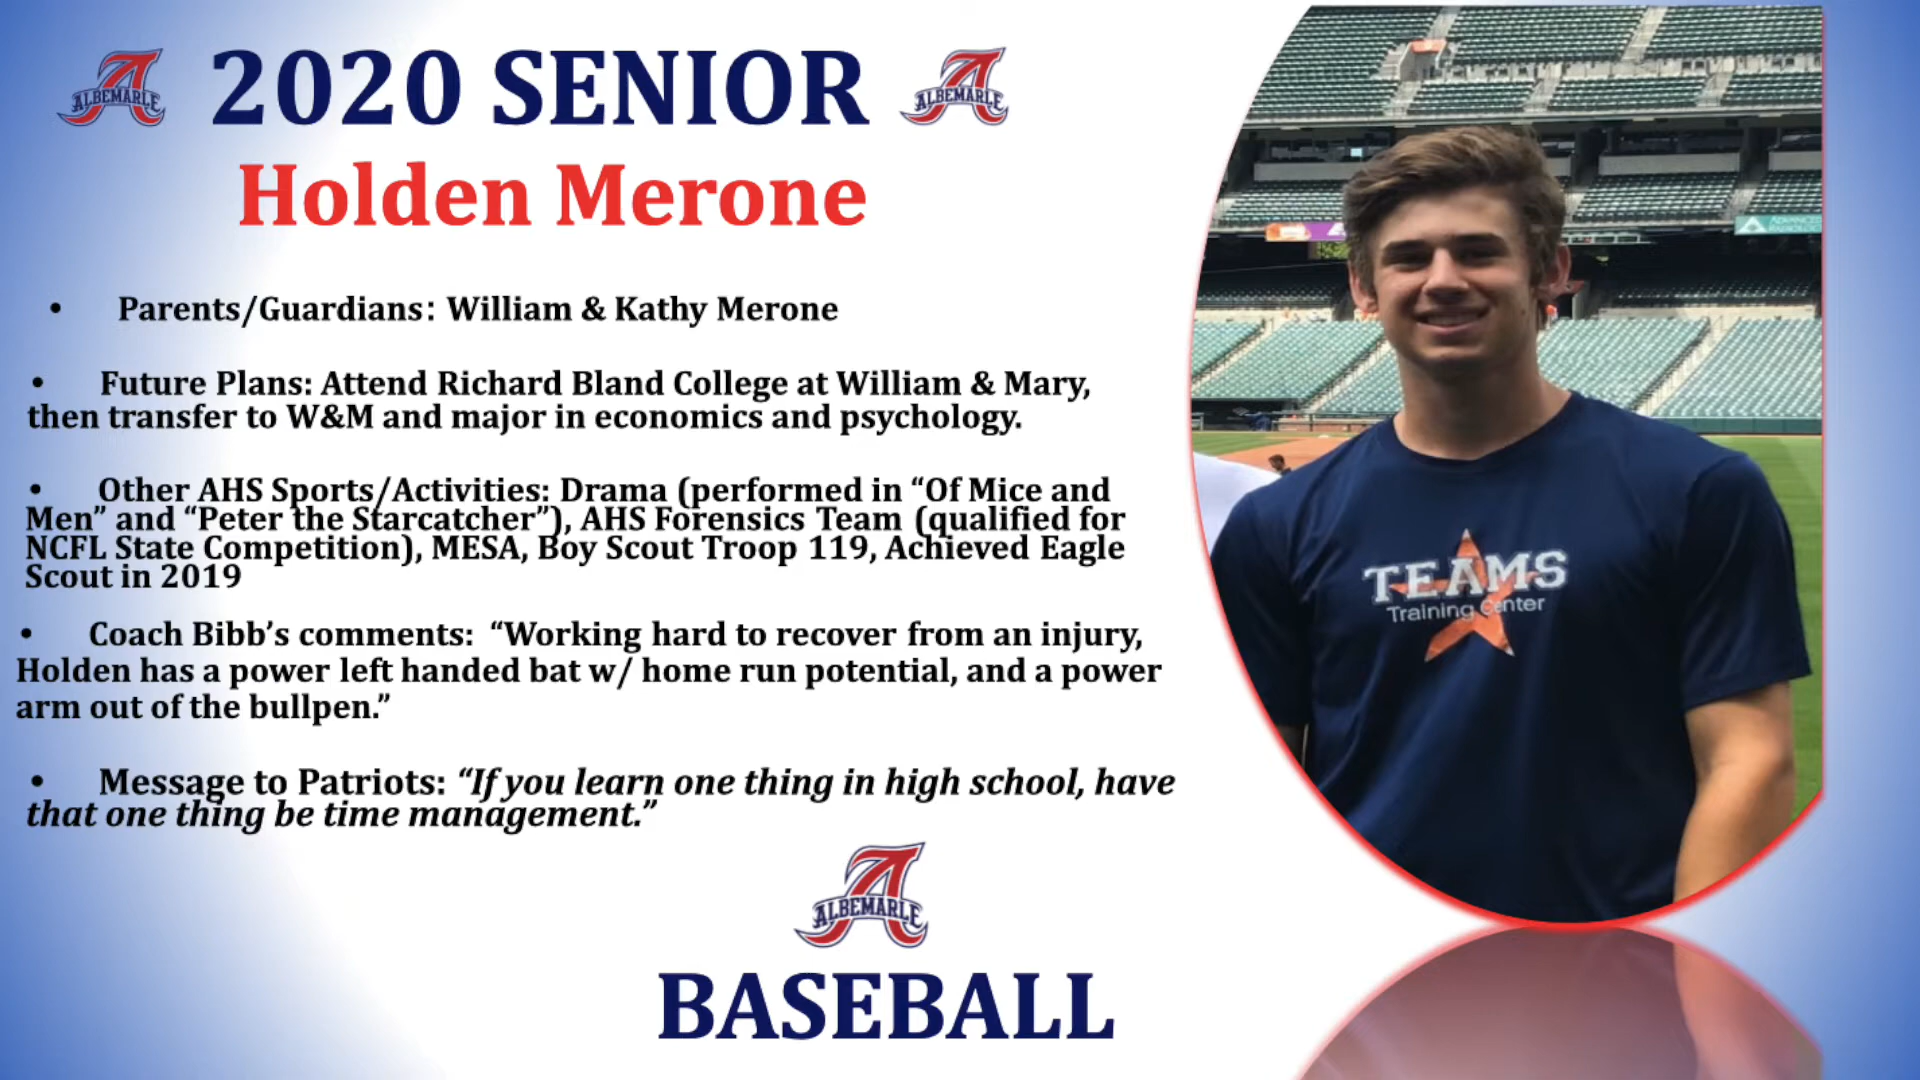 ALBEMARLE 2020 SENIOR ALBEMARLE
Holden Merone
• Parents/Guardians: William & Kathy Merone
• Future Plans: Attend Richard Bland College at William & Mary,
then transfer to W&M and major in economics and psychology.
• Other AHS Sports/Activities: Drama (performed in “Of Mice and
Men” and “Peter the Starcatcher”), AHS Forensics Team (qualified for
NCFL State Competition), MESA, Boy Scout Troop 119, Achieved Eagle
Scout in 2019
• Coach Bibb’s comments: “Working hard to recover from an injury,
Holden has a power left handed bat w/ home run potential, and a power
arm out of the bullpen.”
• Message to Patriots: “If you learn one thing in high school, have
that one thing be time management.”
A
ALBEMARLE
BASEBALL
ADVANCED
RADIOLOGY
TEAMS
Training Center